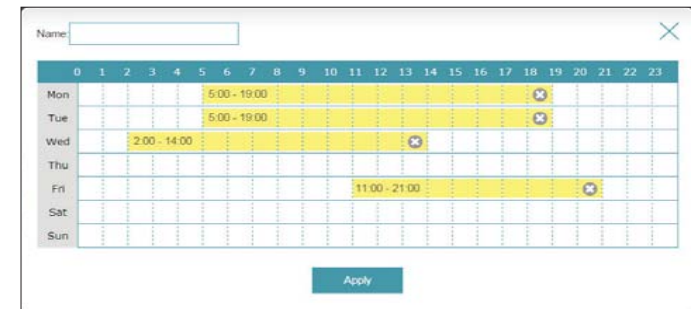 Name:
0 1 2 3 4 5 6 7 8 9 10 11 12 13 14 15 16 17 18 19 20 21 22 23
Mon 5:00 - 19:00
Tue 5:00 - 19:00
Wed 2:00 - 14:00
Thu
Fri 11:00 - 21:00
Sat
Sun
Apply